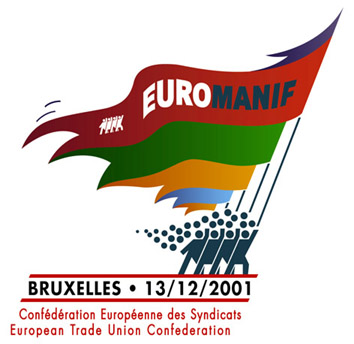 EUROMANIF
BRUXELLES • 13/12/2001
Confédération Européenne des Syndicats
European Trade Union Confederation